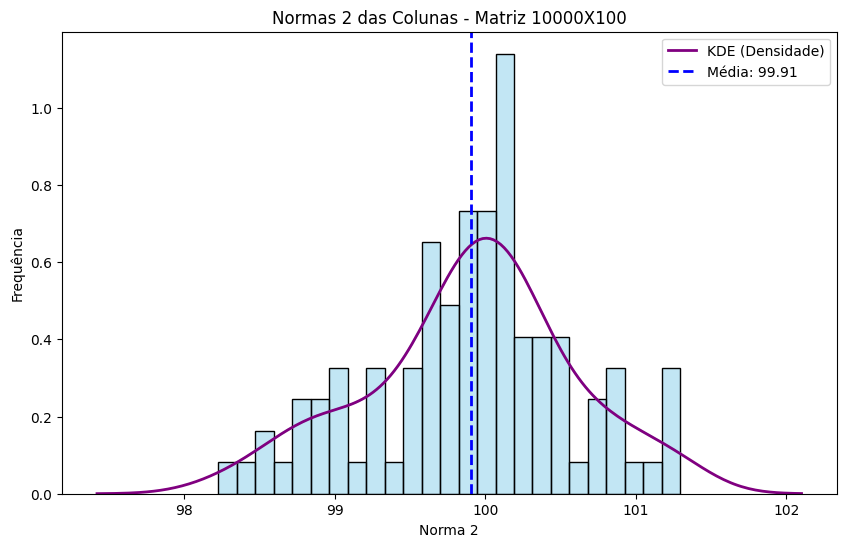 Normas 2 das Colunas - Matriz 10000X100
KDE (Densidade)
Média: 99.91
Frequência
1.0
0.8
0.6
0.4
0.2
0.0
98
99
100
101
102
Norma 2